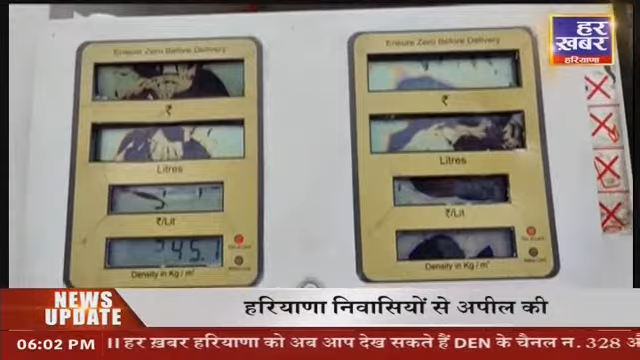 हर
ख़बर
हरियाणा
Ensure Zero Before Delivery
₹
Litres
₹/Lit
Density in Kg / m³
Ensure Zero Before Delivery
₹
Litres
₹/Lit
Density in Kg / m³
NEWS
UPDATE
हरियाणा निवासियों से अपील की
06:02 PM
II हर ख़बर हरियाणा को अब आप देख सकते हैं DEN के चैनल न. 328